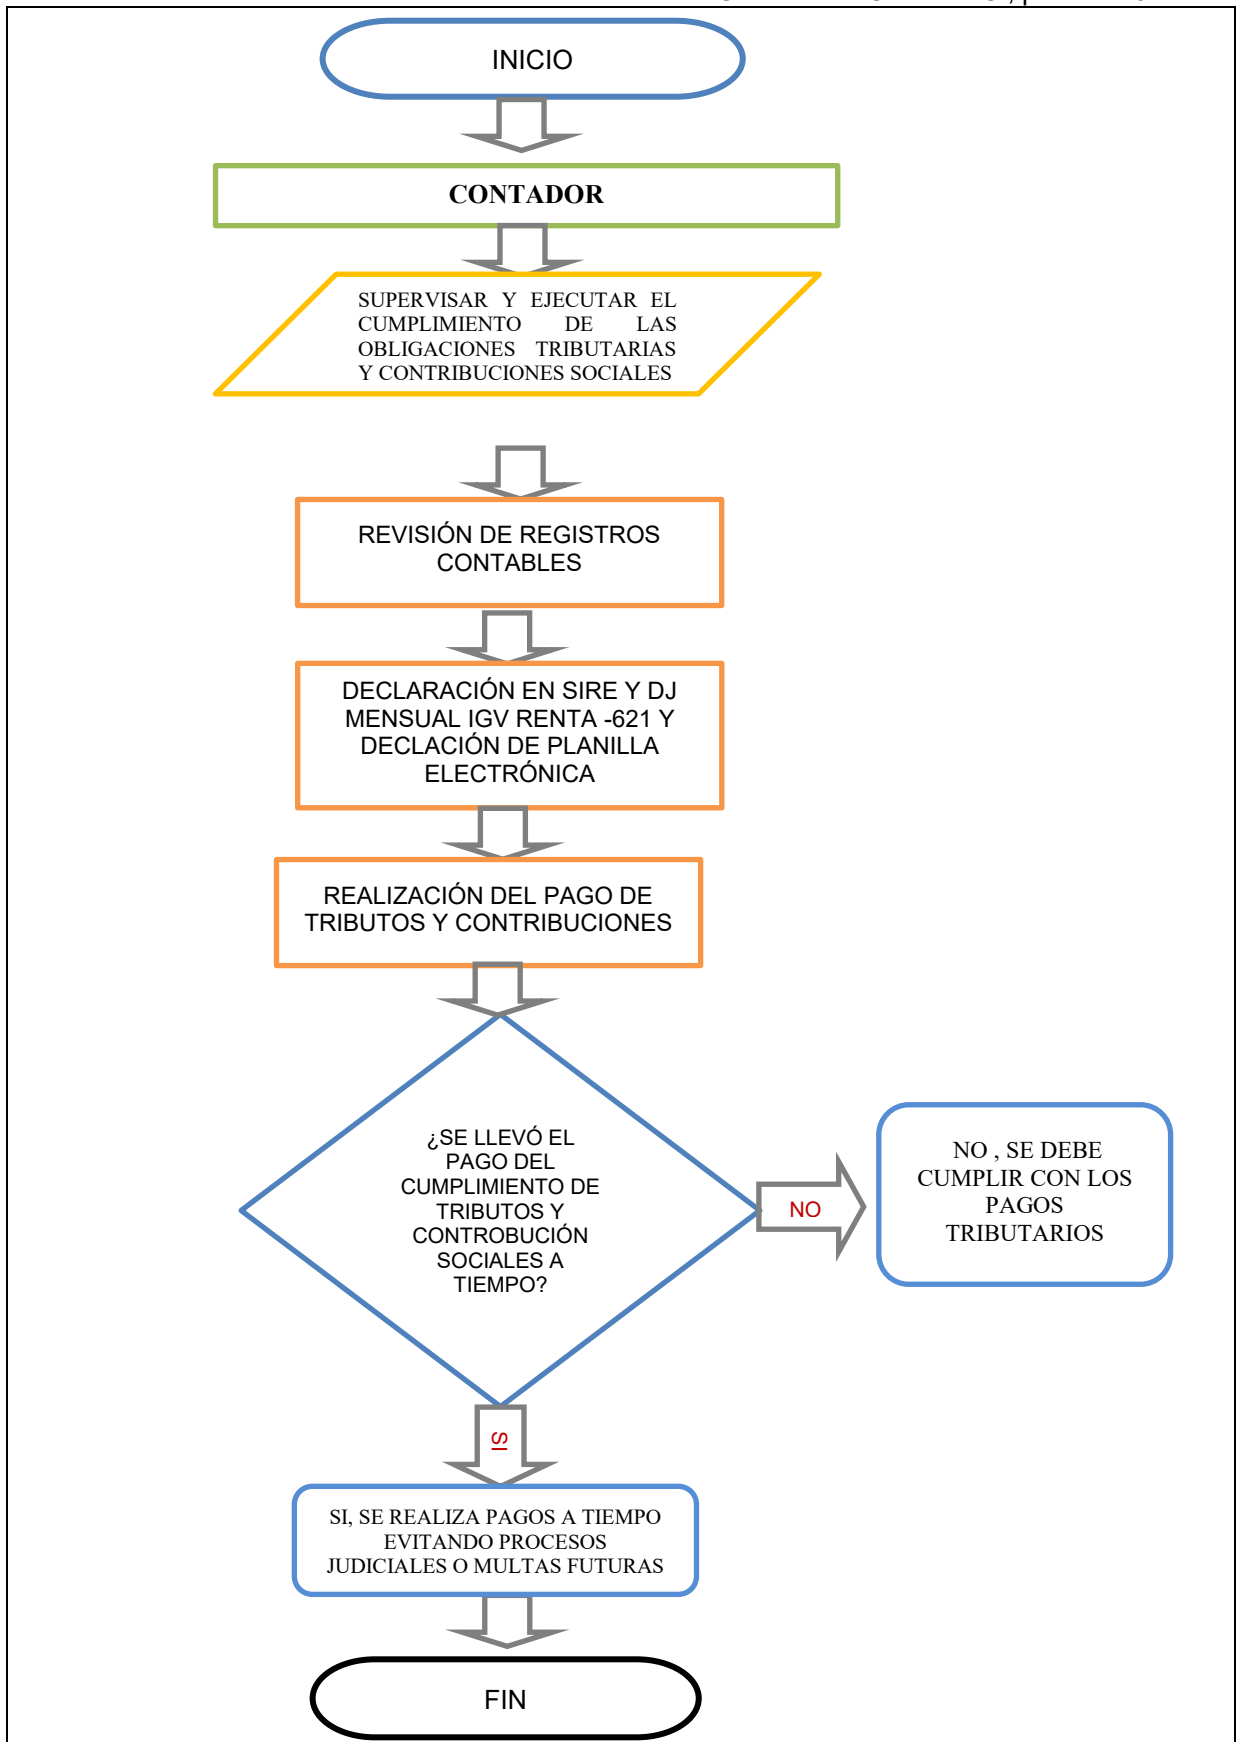 INICIO
CONTADOR
SUPERVISAR Y EJECUTAR EL
CUMPLIMIENTO DE LAS
OBLIGACIONES TRIBUTARIAS
Y CONTRIBUCIONES SOCIALES
REVISIÓN DE REGISTROS
CONTABLES
DECLARACIÓN EN SIRE Y DJ
MENSUAL IGV RENTA -621 Y
DECLACIÓN DE PLANILLA
ELECTRÓNICA
REALIZACIÓN DEL PAGO DE
TRIBUTOS Y CONTRIBUCIONES
¿SE LLEVÓ EL
PAGO DEL
CUMPLIMIENTO DE
TRIBUTOS Y
CONTROBUCIÓN
SOCIALES A
TIEMPO?
NO
NO , SE DEBE
CUMPLIR CON LOS
PAGOS
TRIBUTARIOS
SI
SI, SE REALIZA PAGOS A TIEMPO
EVITANDO PROCESOS
JUDICIALES O MULTAS FUTURAS
FIN